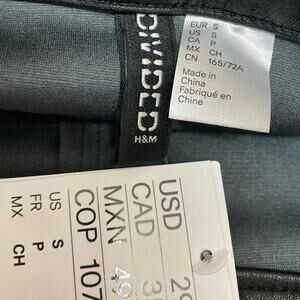 DIVIDED
H&M
EUR S
US S
CA P
MX CH
CN 165/72A
Made in
China
Fabriqué en
Chine
USD
CAD
MXN
COP 107
US S
FR P
MX CH